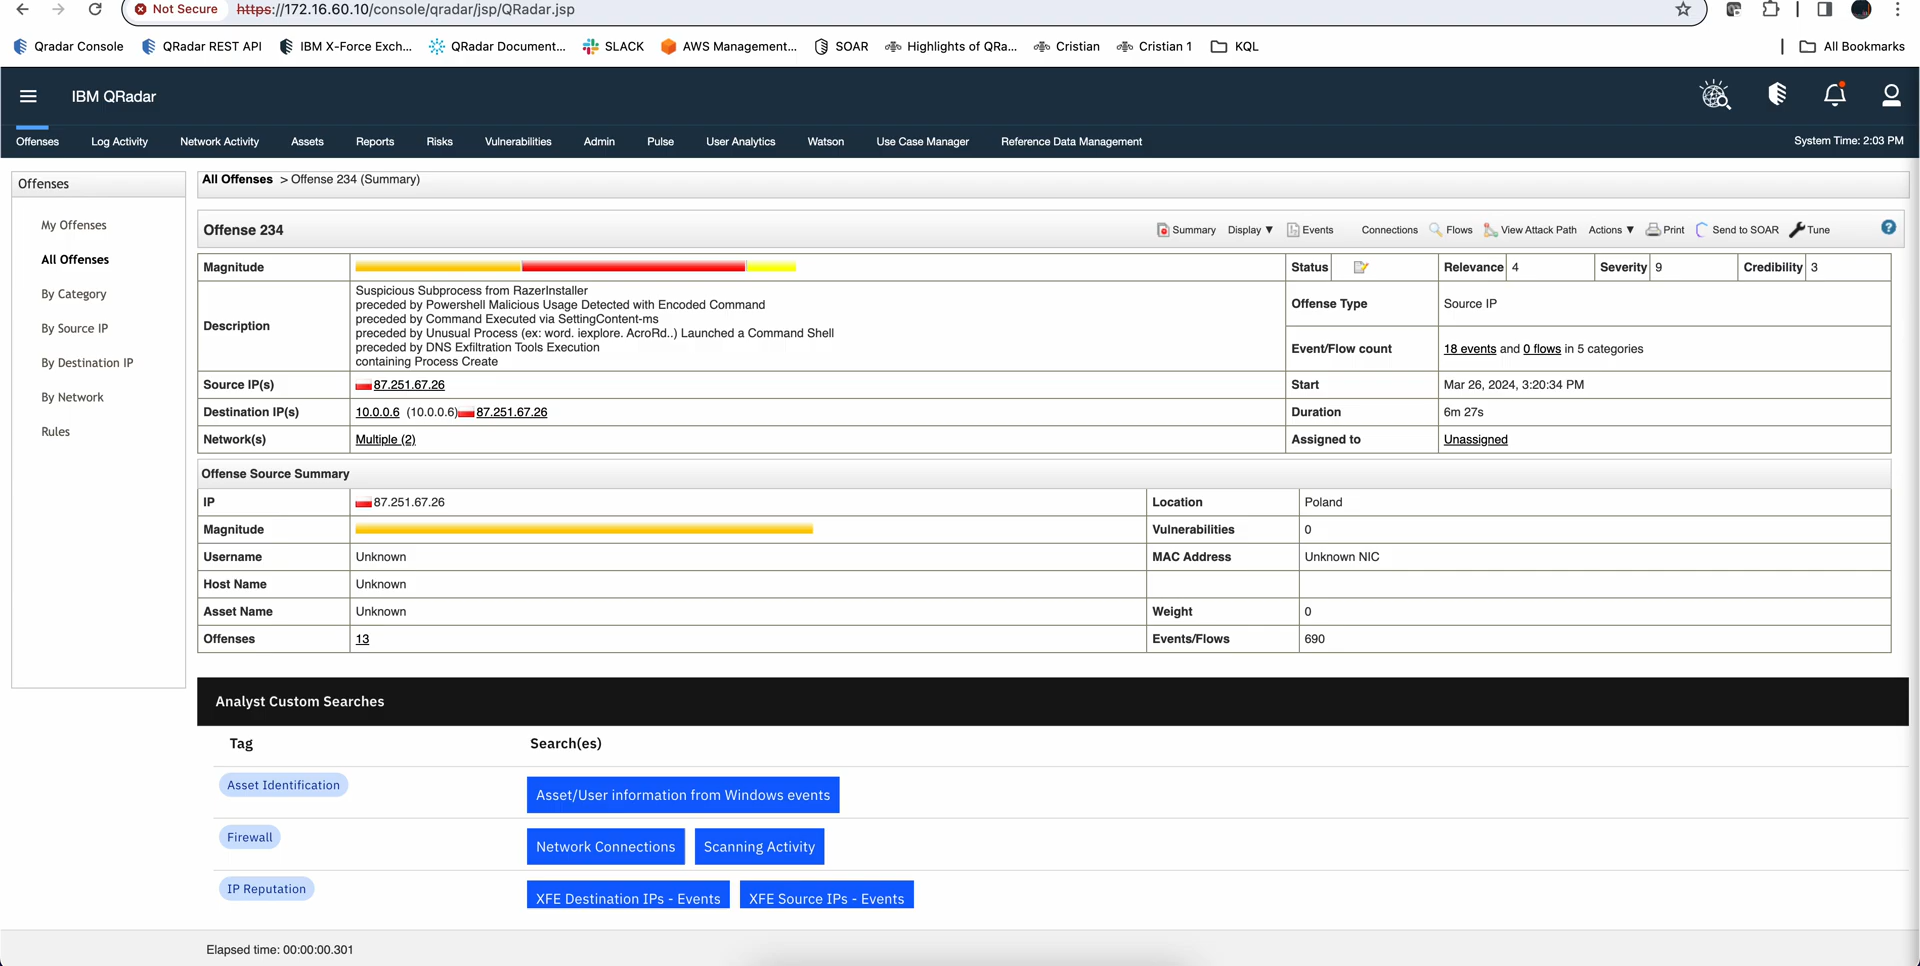 Not Secure https://172.16.60.10/console/qradar/jsp/QRadar.jsp
Qradar Console QRadar REST API IBM X-Force Exch... QRadar Document... SLACK AWS Management... SOAR Highlights of QRa... Cristian Cristian 1 KQL All Bookmarks
IBM QRadar
Offenses Log Activity Network Activity Assets Reports Risks Vulnerabilities Admin Pulse User Analytics Watson Use Case Manager Reference Data Management System Time: 2:03 PM
Offenses
My Offenses
All Offenses
By Category
By Source IP
By Destination IP
By Network
Rules
All Offenses > Offense 234 (Summary)
Offense 234 Summary Display ▼ Events Connections Flows View Attack Path Actions ▼ Print Send to SOAR Tune ?
Magnitude Status Relevance 4 Severity 9 Credibility 3
Description
Suspicious Subprocess from RazerInstaller
preceded by Powershell Malicious Usage Detected with Encoded Command
preceded by Command Executed via SettingContent-ms
preceded by Unusual Process (ex: word. iexplore. AcroRd..) Launched a Command Shell
preceded by DNS Exfiltration Tools Execution
containing Process Create
Offense Type Source IP
Event/Flow count 18 events and 0 flows in 5 categories
Source IP(s) 87.251.67.26 Start Mar 26, 2024, 3:20:34 PM
Destination IP(s) 10.0.0.6 (10.0.0.6) 87.251.67.26 Duration 6m 27s
Network(s) Multiple (2) Assigned to Unassigned
Offense Source Summary
IP 87.251.67.26 Location Poland
Magnitude Vulnerabilities 0
Username Unknown MAC Address Unknown NIC
Host Name Unknown
Asset Name Unknown Weight 0
Offenses 13 Events/Flows 690
Analyst Custom Searches
Tag Search(es)
Asset Identification Asset/User information from Windows events
Firewall Network Connections Scanning Activity
IP Reputation XFE Destination IPs - Events XFE Source IPs - Events
Elapsed time: 00:00:00.301